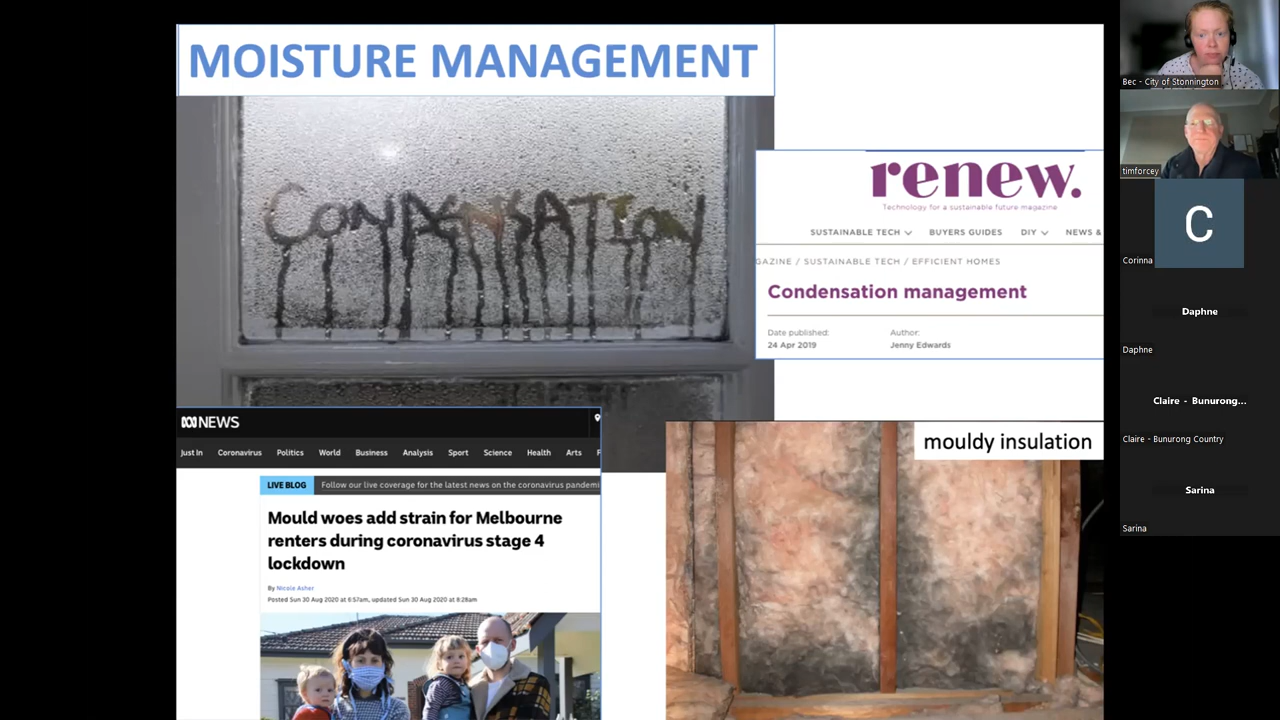 MOISTURE MANAGEMENT
CONDENSATION
renew.
Technology for a sustainable future magazine
SUSTAINABLE TECH
BUYERS GUIDES
DIY
NEWS &
GAZINE / SUSTAINABLE TECH / EFFICIENT HOMES
Condensation management
Date published:
24 Apr 2019
Author:
Jenny Edwards
NEWS
Just In
Coronavirus
Politics
World
Business
Analysis
Sport
Science
Health
Arts
F
LIVE BLOG
Follow our live coverage for the latest news on the coronavirus pandemi
Mould woes add strain for Melbourne
renters during coronavirus stage 4
lockdown
By Nicole Asher
Posted Sun 30 Aug 2020 at 6:57am, updated Sun 30 Aug 2020 at 8:28am
mouldy insulation
Bec - City of Stonnington
timforcey
C
Corinna
Daphne
Daphne
Claire - Bunurong...
Claire - Bunurong Country
Sarina
Sarina